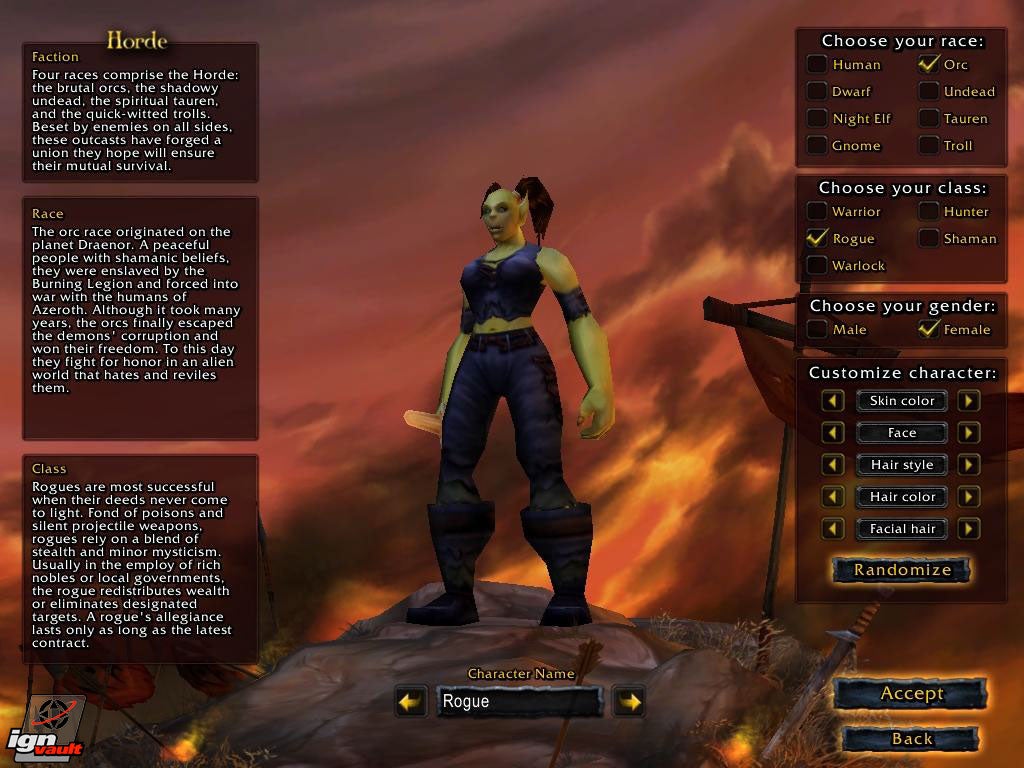 Horde
Faction
Four races comprise the Horde:
the brutal orcs, the shadowy
undead, the spiritual tauren,
and the quick-witted trolls.
Beset by enemies on all sides,
these outcasts have forged a
union they hope will ensure
their mutual survival.
Race
The orc race originated on the
planet Draenor. A peaceful
people with shamanic beliefs,
they were enslaved by the
Burning Legion and forced into
war with the humans of
Azeroth. Although it took many
years, the orcs finally escaped
the demons' corruption and
won their freedom. To this day
they fight for honor in an alien
world that hates and reviles
them.
Class
Rogues are most successful
when their deeds never come
to light. Fond of poisons and
silent projectile weapons,
rogues rely on a blend of
stealth and minor mysticism.
Usually in the employ of rich
nobles or local governments,
the rogue redistributes wealth
or eliminates designated
targets. A rogue's allegiance
lasts only as long as the latest
contract.
ign
vault
Character Name
Rogue
Choose your race:
Human Orc
Dwarf Undead
Night Elf Tauren
Gnome Troll
Choose your class:
Warrior Hunter
Rogue Shaman
Warlock
Choose your gender:
Male Female
Customize character:
Skin color
Face
Hair style
Hair color
Facial hair
Randomize
Accept
Back